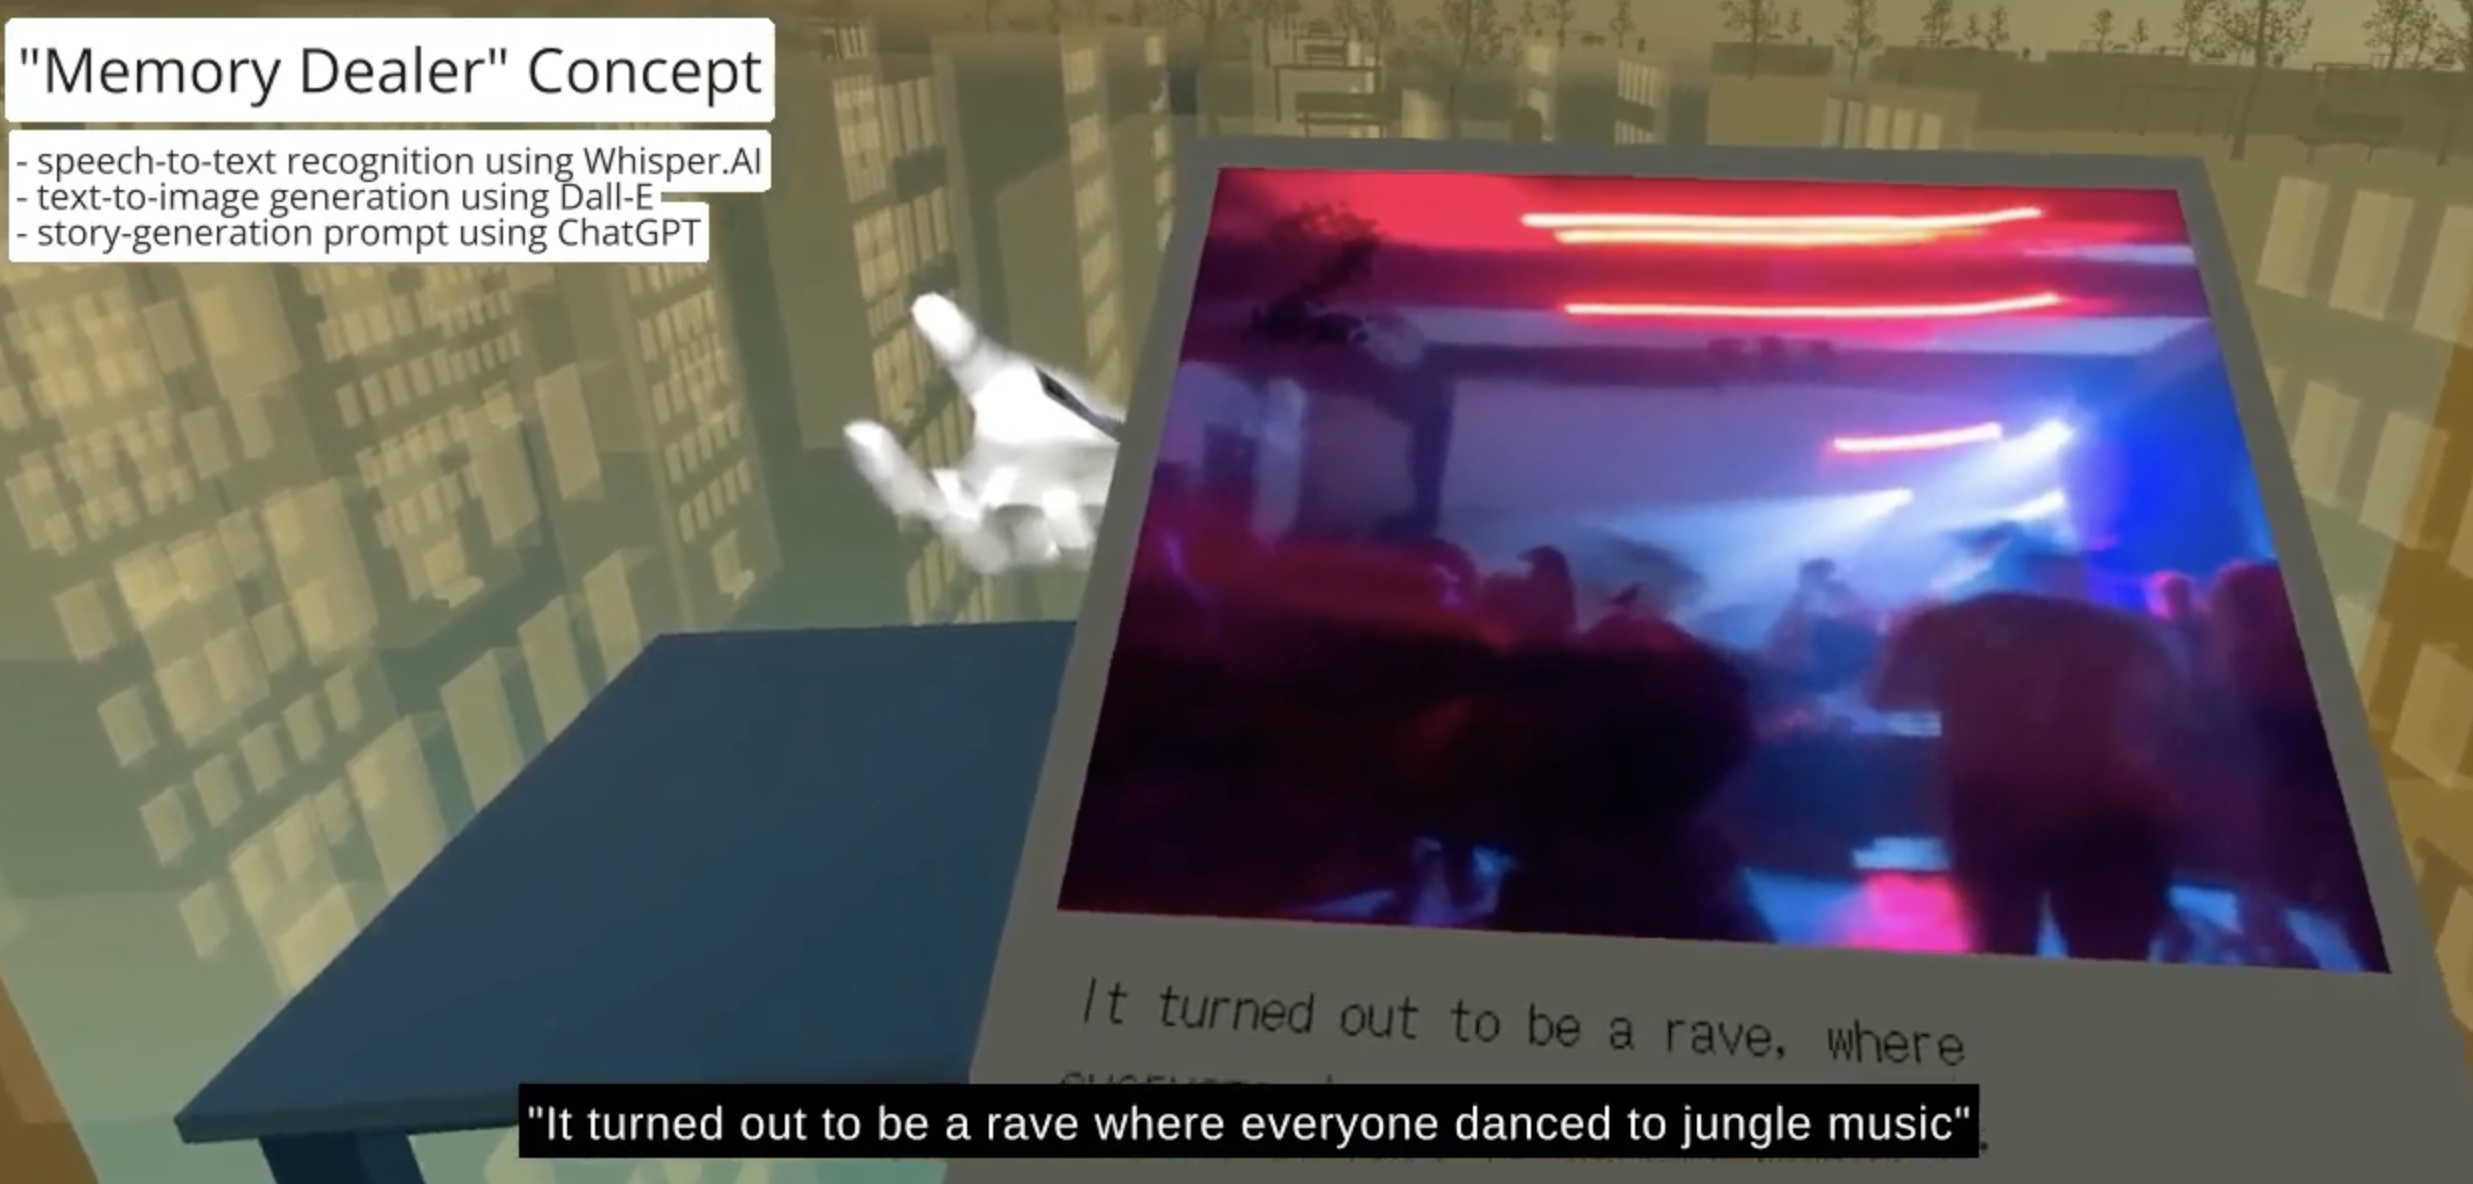 "Memory Dealer" Concept
- speech-to-text recognition using Whisper.AI
- text-to-image generation using Dall-E
- story-generation prompt using ChatGPT
It turned out to be a rave, where
"It turned out to be a rave where everyone danced to jungle music"